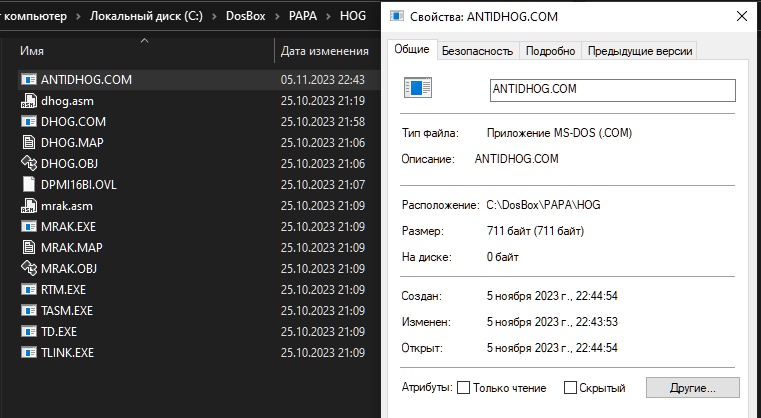 т компьютер › Локальный диск (C:) › DosBox › PAPA › HOG
Имя Дата изменения
ANTIDHOG.COM 05.11.2023 22:43
dhog.asm 25.10.2023 21:19
DHOG.COM 25.10.2023 21:58
DHOG.MAP 25.10.2023 21:06
DHOG.OBJ 25.10.2023 21:06
DPMI16BI.OVL 25.10.2023 21:07
mrak.asm 25.10.2023 21:09
MRAK.EXE 25.10.2023 21:09
MRAK.MAP 25.10.2023 21:09
MRAK.OBJ 25.10.2023 21:09
RTM.EXE 25.10.2023 21:09
TASM.EXE 25.10.2023 21:09
TD.EXE 25.10.2023 21:09
TLINK.EXE 25.10.2023 21:09
Свойства: ANTIDHOG.COM
Общие Безопасность Подробно Предыдущие версии
ANTIDHOG.COM
Тип файла: Приложение MS-DOS (.COM)
Описание: ANTIDHOG.COM
Расположение: C:\DosBox\PAPA\HOG
Размер: 711 байт (711 байт)
На диске: 0 байт
Создан: 5 ноября 2023 г., 22:44:54
Изменен: 5 ноября 2023 г., 22:43:53
Открыт: 5 ноября 2023 г., 22:44:54
Атрибуты: Только чтение Скрытый Другие...